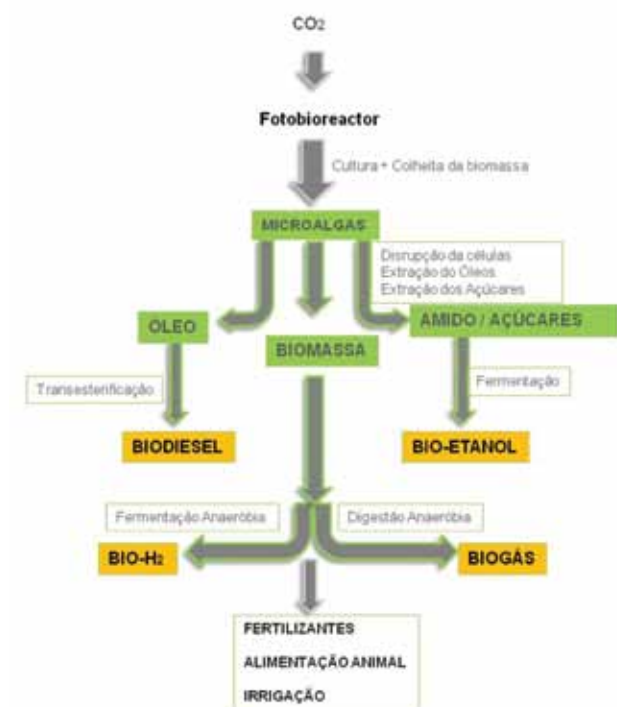 CO2
Fotobioreactor
Cultura + Colheita da biomassa
MICROALGAS
Disrupção da células
Extração do Óleos
Extração dos Açúcares
ÓLEO
AMIDO / AÇÚCARES
BIOMASSA
Transesterificação
Fermentação
BIODIESEL
BIO-ETANOL
Fermentação Anaeróbia
Digestão Anaeróbia
BIO-H2
BIOGÁS
FERTILIZANTES
ALIMENTAÇÃO ANIMAL
IRRIGAÇÃO